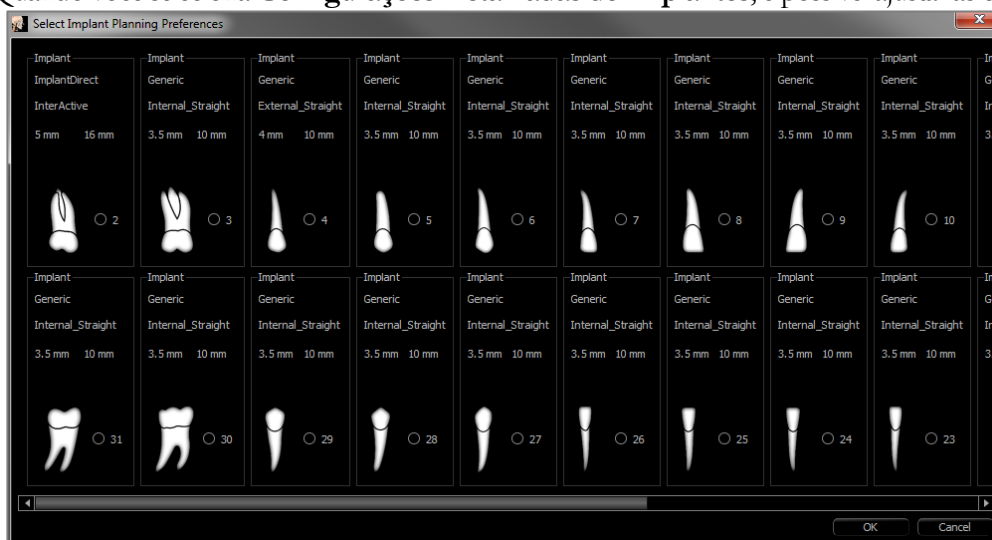 Select Implant Planning Preferences
Implant Implant Implant Implant Implant Implant Implant Implant Implant
ImplantDirect Generic Generic Generic Generic Generic Generic Generic Generic
InterActive Internal_Straight External_Straight Internal_Straight Internal_Straight Internal_Straight Internal_Straight Internal_Straight Internal_Straight
5 mm 16 mm 3.5 mm 10 mm 4 mm 10 mm 3.5 mm 10 mm 3.5 mm 10 mm 3.5 mm 10 mm 3.5 mm 10 mm 3.5 mm 10 mm 3.5 mm 10 mm
2 3 4 5 6 7 8 9 10
Implant Implant Implant Implant Implant Implant Implant Implant Implant
Generic Generic Generic Generic Generic Generic Generic Generic Generic
Internal_Straight Internal_Straight Internal_Straight Internal_Straight Internal_Straight Internal_Straight Internal_Straight Internal_Straight Internal_Straight
3.5 mm 10 mm 3.5 mm 10 mm 3.5 mm 10 mm 3.5 mm 10 mm 3.5 mm 10 mm 3.5 mm 10 mm 3.5 mm 10 mm 3.5 mm 10 mm 3.5 mm 10 mm
31 30 29 28 27 26 25 24 23
OK Cancel